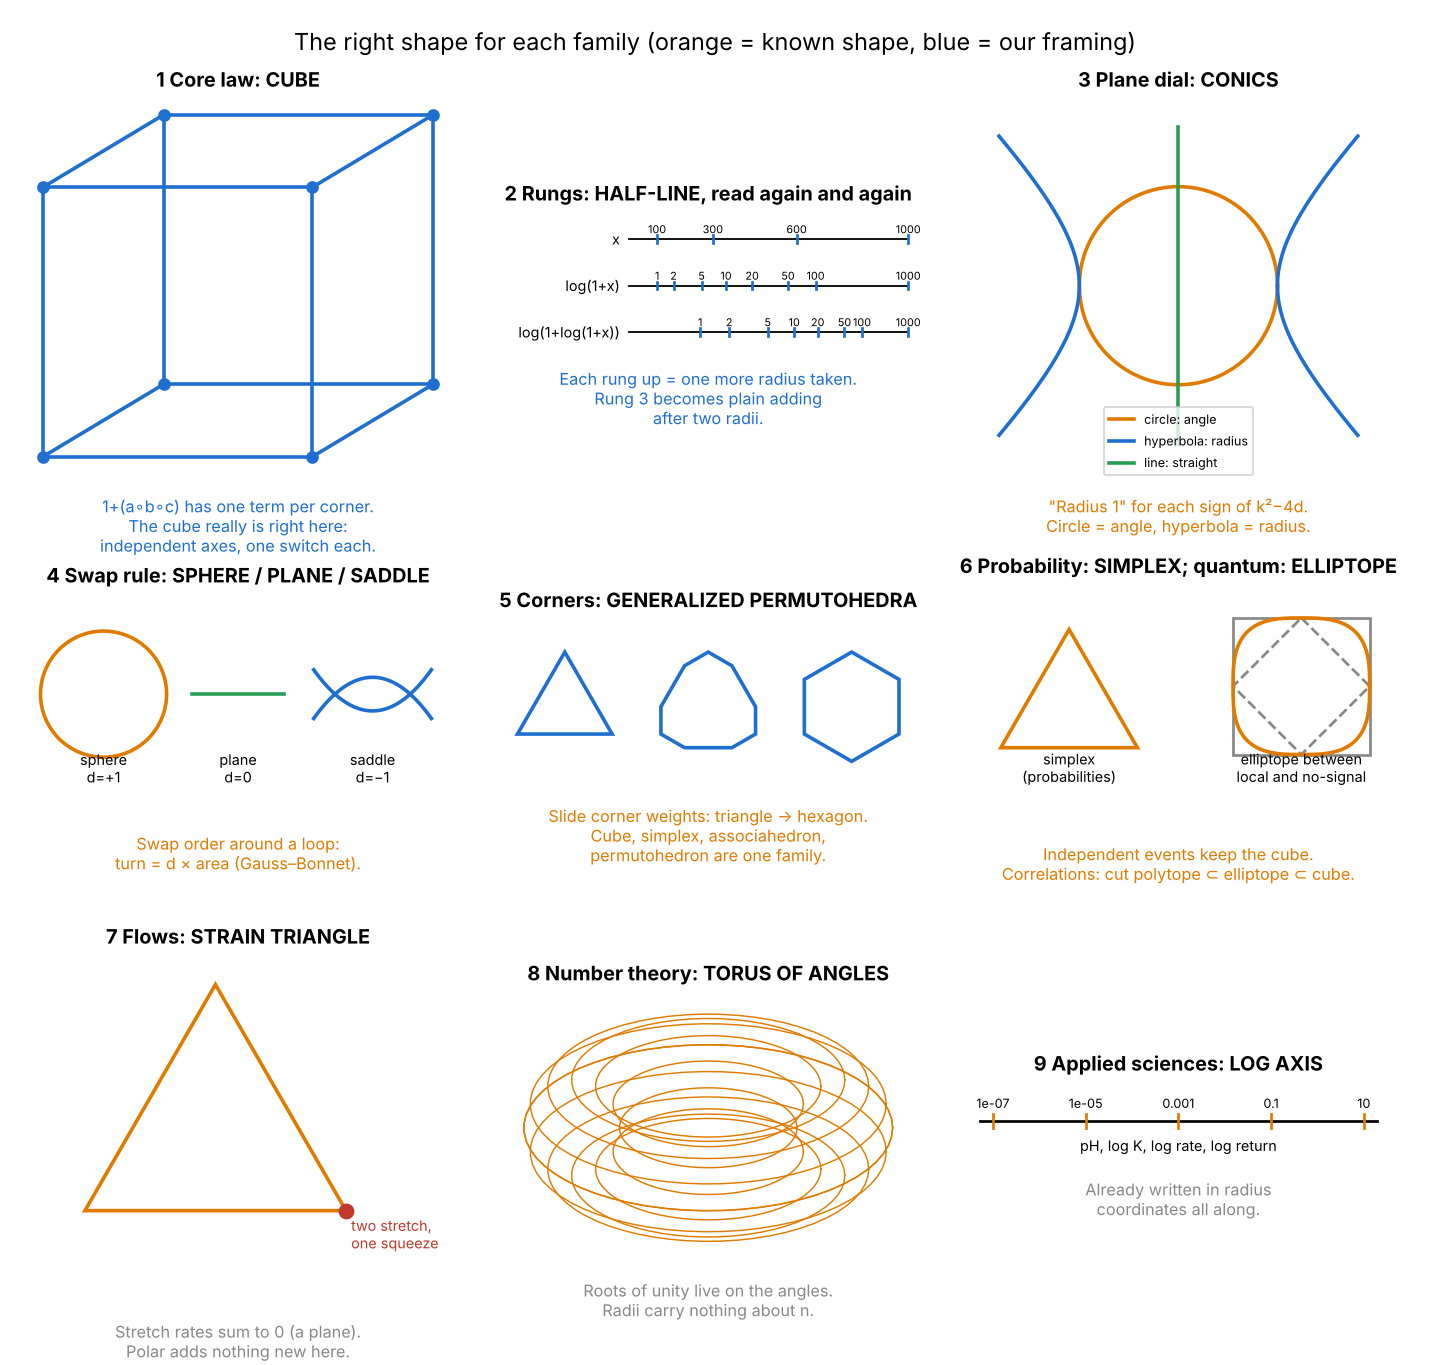 The right shape for each family (orange = known shape, blue = our framing)
1 Core law: CUBE
1+(a∘b∘c) has one term per corner.
The cube really is right here:
independent axes, one switch each.
2 Rungs: HALF-LINE, read again and again
x
100 300 600 1000
log(1+x)
1 2 5 10 20 50 100 1000
log(1+log(1+x))
1 2 5 10 20 50 100 1000
Each rung up = one more radius taken.
Rung 3 becomes plain adding
after two radii.
3 Plane dial: CONICS
circle: angle
hyperbola: radius
line: straight
"Radius 1" for each sign of k²−4d.
Circle = angle, hyperbola = radius.
4 Swap rule: SPHERE / PLANE / SADDLE
sphere
d=+1
plane
d=0
saddle
d=−1
Swap order around a loop:
turn = d × area (Gauss–Bonnet).
5 Corners: GENERALIZED PERMUTOHEDRA
Slide corner weights: triangle → hexagon.
Cube, simplex, associahedron,
permutohedron are one family.
6 Probability: SIMPLEX; quantum: ELLIPTOPE
simplex
(probabilities)
elliptope between
local and no-signal
Independent events keep the cube.
Correlations: cut polytope ⊂ elliptope ⊂ cube.
7 Flows: STRAIN TRIANGLE
two stretch,
one squeeze
Stretch rates sum to 0 (a plane).
Polar adds nothing new here.
8 Number theory: TORUS OF ANGLES
Roots of unity live on the angles.
Radii carry nothing about n.
9 Applied sciences: LOG AXIS
1e-07 1e-05 0.001 0.1 10
pH, log K, log rate, log return
Already written in radius
coordinates all along.